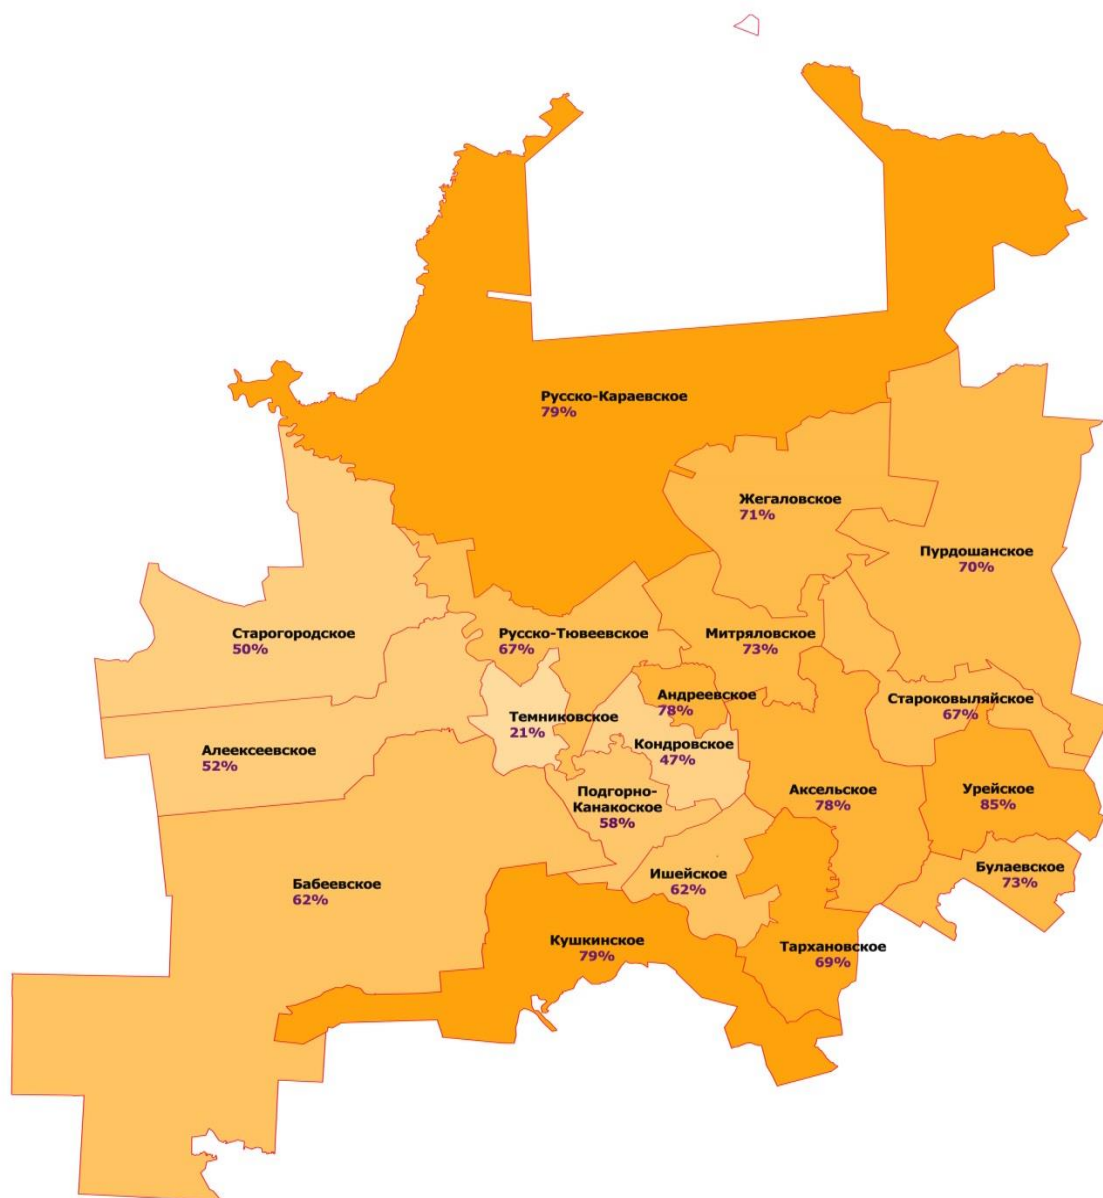 Русско-Караевское
79%
Жегаловское
71%
Пурдошанское
70%
Старогородское
50%
Русско-Тювеевское
67%
Митряловское
73%
Андреевское
78%
Староковыляйское
67%
Темниковское
21%
Кондровское
47%
Алеексеевское
52%
Подгорно-
Канакоское
58%
Аксельское
78%
Урейское
85%
Бабеевское
62%
Ишейское
62%
Булаевское
73%
Кушкинское
79%
Тархановское
69%